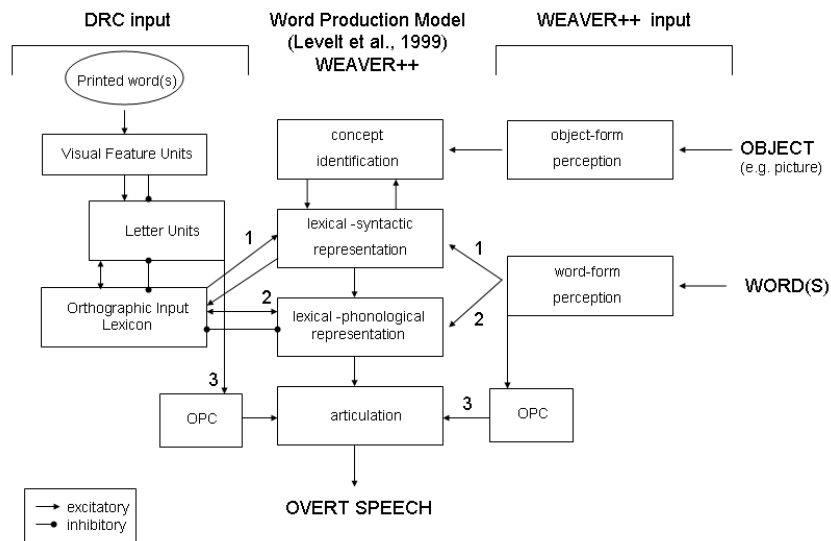 DRC input
Word Production Model
(Levelt et al., 1999)
WEAVER++
WEAVER++ input
Printed word(s)
Visual Feature Units
Letter Units
Orthographic Input
Lexicon
OPC
1
2
3
concept
identification
lexical -syntactic
representation
lexical -phonological
representation
articulation
OVERT SPEECH
object-form
perception
OBJECT
(e.g. picture)
1
word-form
perception
WORD(S)
2
3
OPC
excitatory
inhibitory